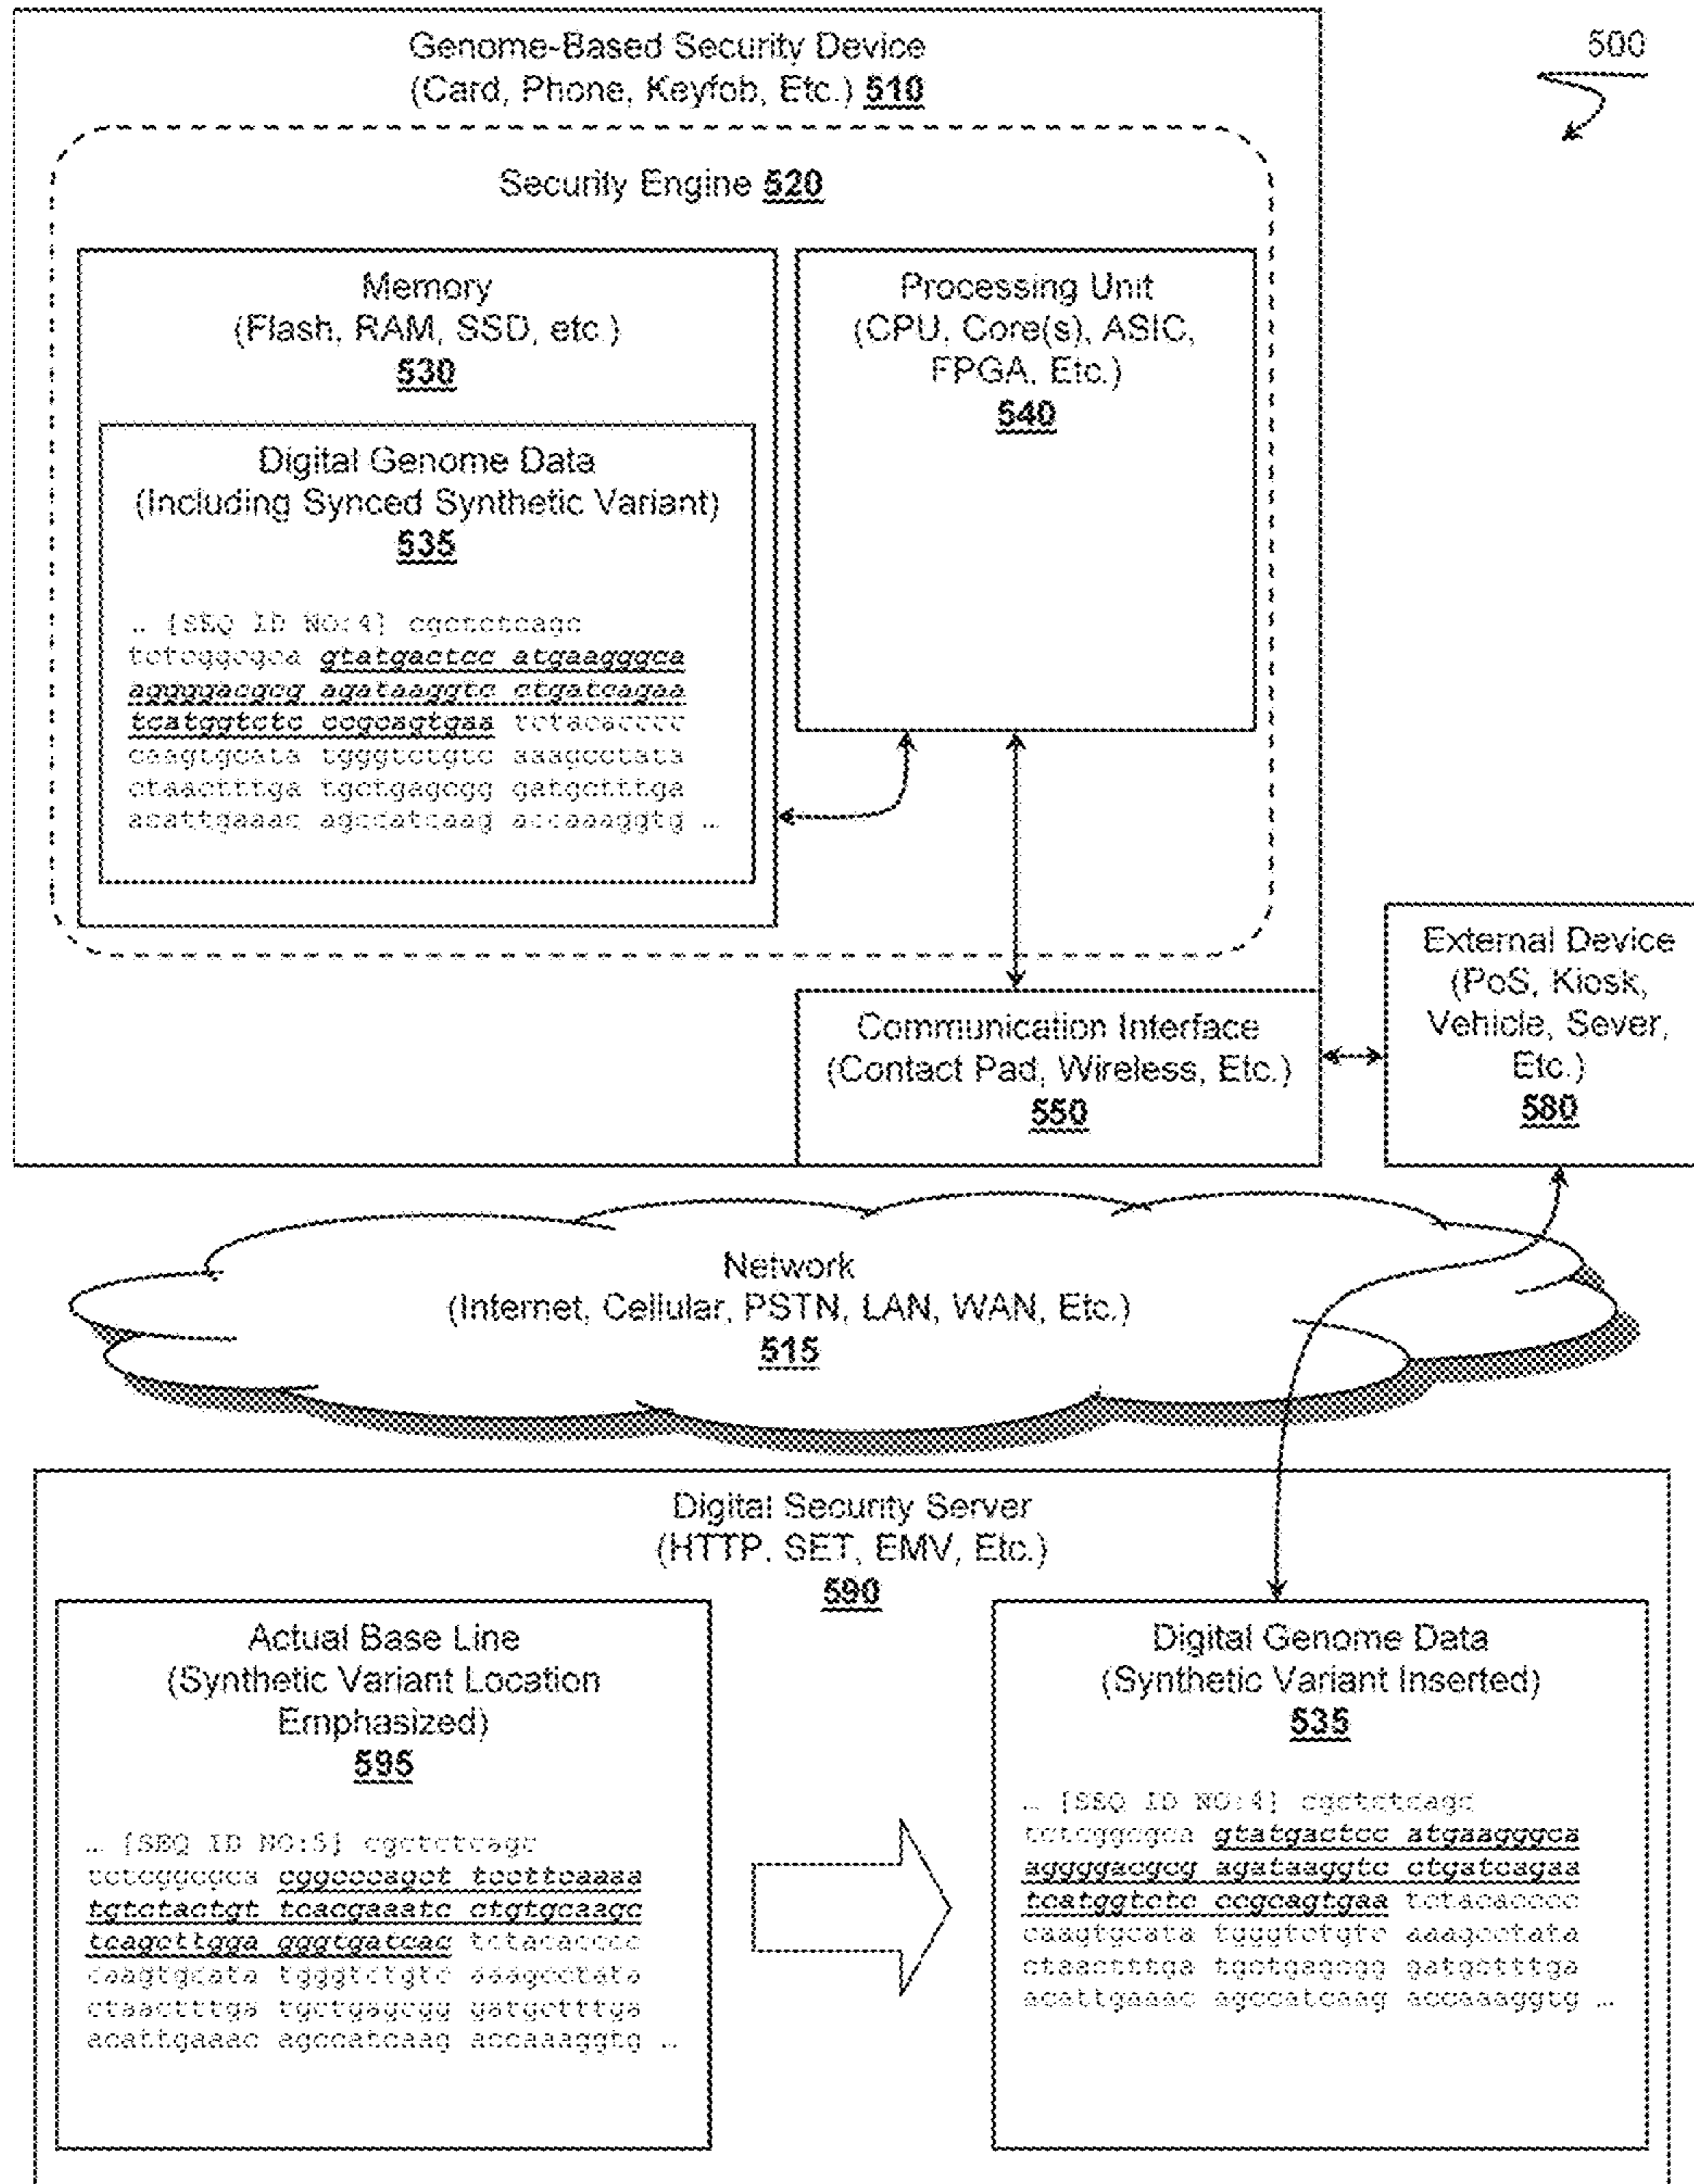 500
Genome-Based Security Device
(Card, Phone, Keyfob, Etc.) 510
Security Engine 520
Memory
(Flash, RAM, SSD, etc.)
530
Digital Genome Data
(Including Synced Synthetic Variant)
535
... [SEQ ID NO:4] cgctctcagc
tctcggcgca gtatgactcc atgaagggca
aggggacgcg agataaggtc ctgatcagaa
tcatggtctc ccgcagtgaa tctacacccc
caagtgcata tgggtctgtc aaagcctata
ctaactttga tgctgagcgg gatgctttga
acattgaaac agccatcaag accaaaggtg ...
Processing Unit
(CPU, Core(s), ASIC,
FPGA, Etc.)
540
Communication Interface
(Contact Pad, Wireless, Etc.)
550
External Device
(PoS, Kiosk,
Vehicle, Sever,
Etc.)
580
Network
(Internet, Cellular, PSTN, LAN, WAN, Etc.)
515
Digital Security Server
(HTTP, SET, EMV, Etc.)
590
Actual Base Line
(Synthetic Variant Location
Emphasized)
595
... [SEQ ID NO:5] cgctctcagc
tctcggcgca cggcccagct tccttcaaaa
tgtctactgt tcacgaaatc ctgtgcaagc
tcagcttgga gggtgatcac tctacacccc
caagtgcata tgggtctgtc aaagcctata
ctaactttga tgctgagcgg gatgctttga
acattgaaac agccatcaag accaaaggtg ...
Digital Genome Data
(Synthetic Variant Inserted)
535
... [SEQ ID NO:4] cgctctcagc
tctcggcgca gtatgactcc atgaagggca
aggggacgcg agataaggtc ctgatcagaa
tcatggtctc ccgcagtgaa tctacacccc
caagtgcata tgggtctgtc aaagcctata
ctaactttga tgctgagcgg gatgctttga
acattgaaac agccatcaag accaaaggtg ...